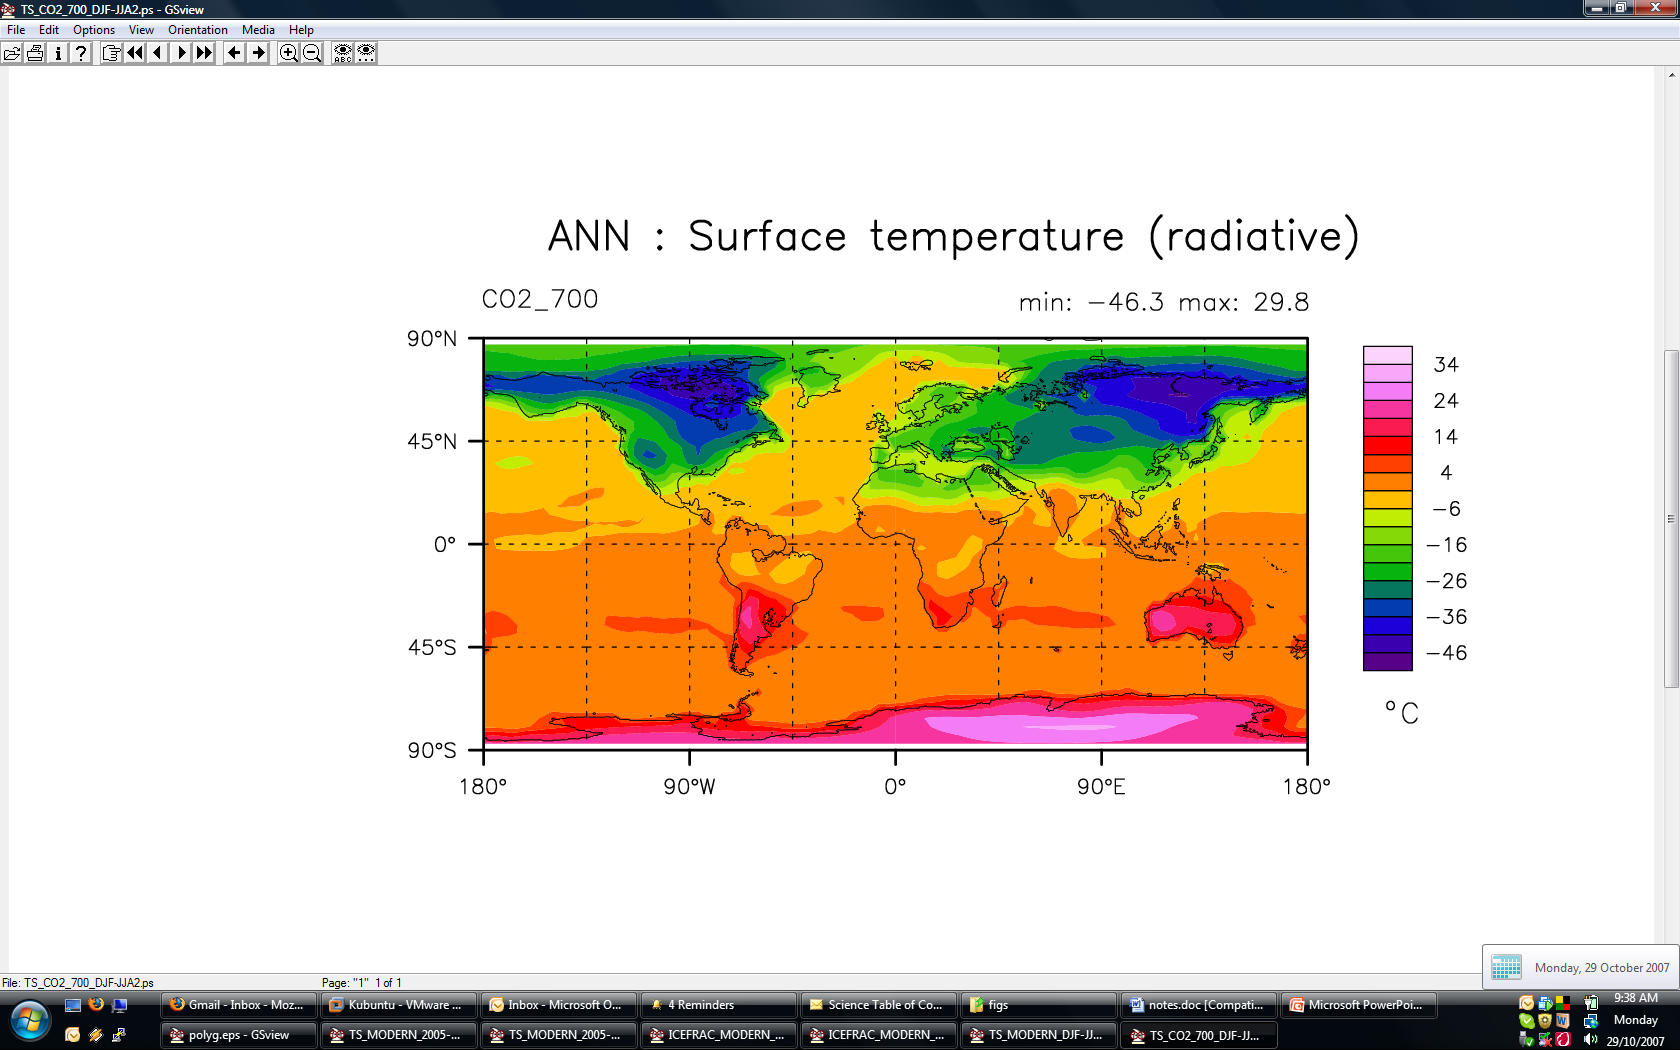 TS_CO2_700_DJF-JJA2.ps - GSview
File Edit Options View Orientation Media Help
ANN : Surface temperature (radiative)
CO2_700
min: −46.3 max: 29.8
90°N
45°N
0°
45°S
90°S
180° 90°W 0° 90°E 180°
34
24
14
4
−6
−16
−26
−36
−46
°C
Monday, 29 October 2007
File: TS_CO2_700_DJF-JJA2.ps Page: "1" 1 of 1
Gmail - Inbox - Moz... Kubuntu - VMware ... Inbox - Microsoft O... 4 Reminders Science Table of Co... figs notes.doc [Compati... Microsoft PowerPoi... 9:38 AM
polyg.eps - GSview TS_MODERN_2005-... TS_MODERN_2005-... ICEFRAC_MODERN_... ICEFRAC_MODERN_... TS_MODERN_DJF-JJ... TS_CO2_700_DJF-JJ... Monday
29/10/2007